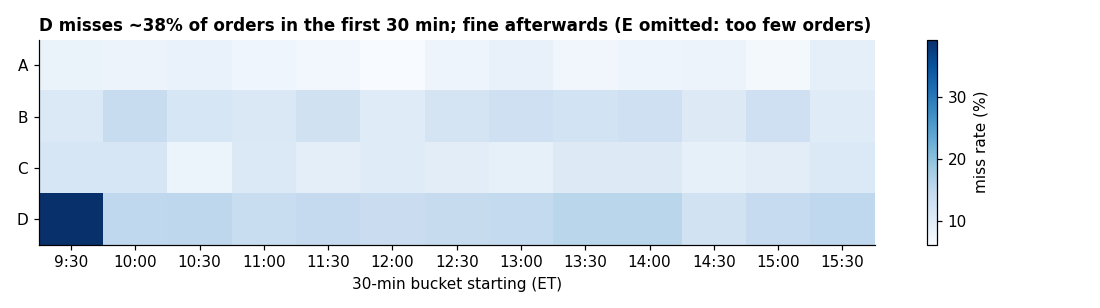 D misses ~38% of orders in the first 30 min; fine afterwards (E omitted: too few orders)
A
B
C
D
9:30 10:00 10:30 11:00 11:30 12:00 12:30 13:00 13:30 14:00 14:30 15:00 15:30
30-min bucket starting (ET)
30
20
10
miss rate (%)